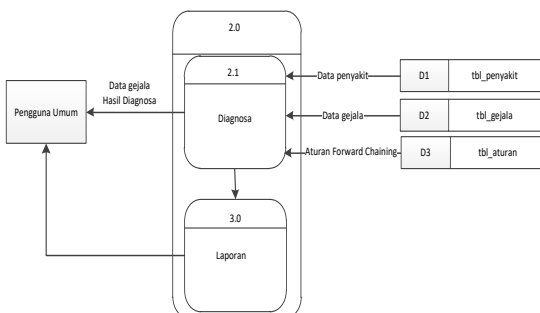 2.0
2.1
Diagnosa
Data penyakit
D1
tbl_penyakit
Data gejala
Hasil Diagnosa
Pengguna Umum
Data gejala
D2
tbl_gejala
Aturan Forward Chaining
D3
tbl_aturan
3.0
Laporan